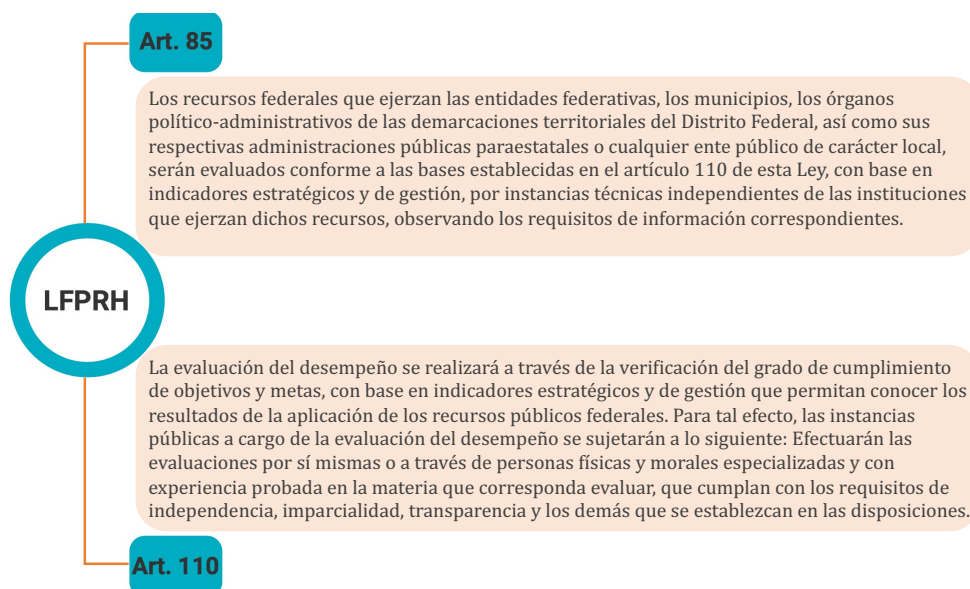 Art. 85
Los recursos federales que ejerzan las entidades federativas, los municipios, los órganos
político-administrativos de las demarcaciones territoriales del Distrito Federal, así como sus
respectivas administraciones públicas paraestatales o cualquier ente público de carácter local,
serán evaluados conforme a las bases establecidas en el artículo 110 de esta Ley, con base en
indicadores estratégicos y de gestión, por instancias técnicas independientes de las instituciones
que ejerzan dichos recursos, observando los requisitos de información correspondientes.
LFPRH
La evaluación del desempeño se realizará a través de la verificación del grado de cumplimiento
de objetivos y metas, con base en indicadores estratégicos y de gestión que permitan conocer los
resultados de la aplicación de los recursos públicos federales. Para tal efecto, las instancias
públicas a cargo de la evaluación del desempeño se sujetarán a lo siguiente: Efectuarán las
evaluaciones por sí mismas o a través de personas físicas y morales especializadas y con
experiencia probada en la materia que corresponda evaluar, que cumplan con los requisitos de
independencia, imparcialidad, transparencia y los demás que se establezcan en las disposiciones.
Art. 110